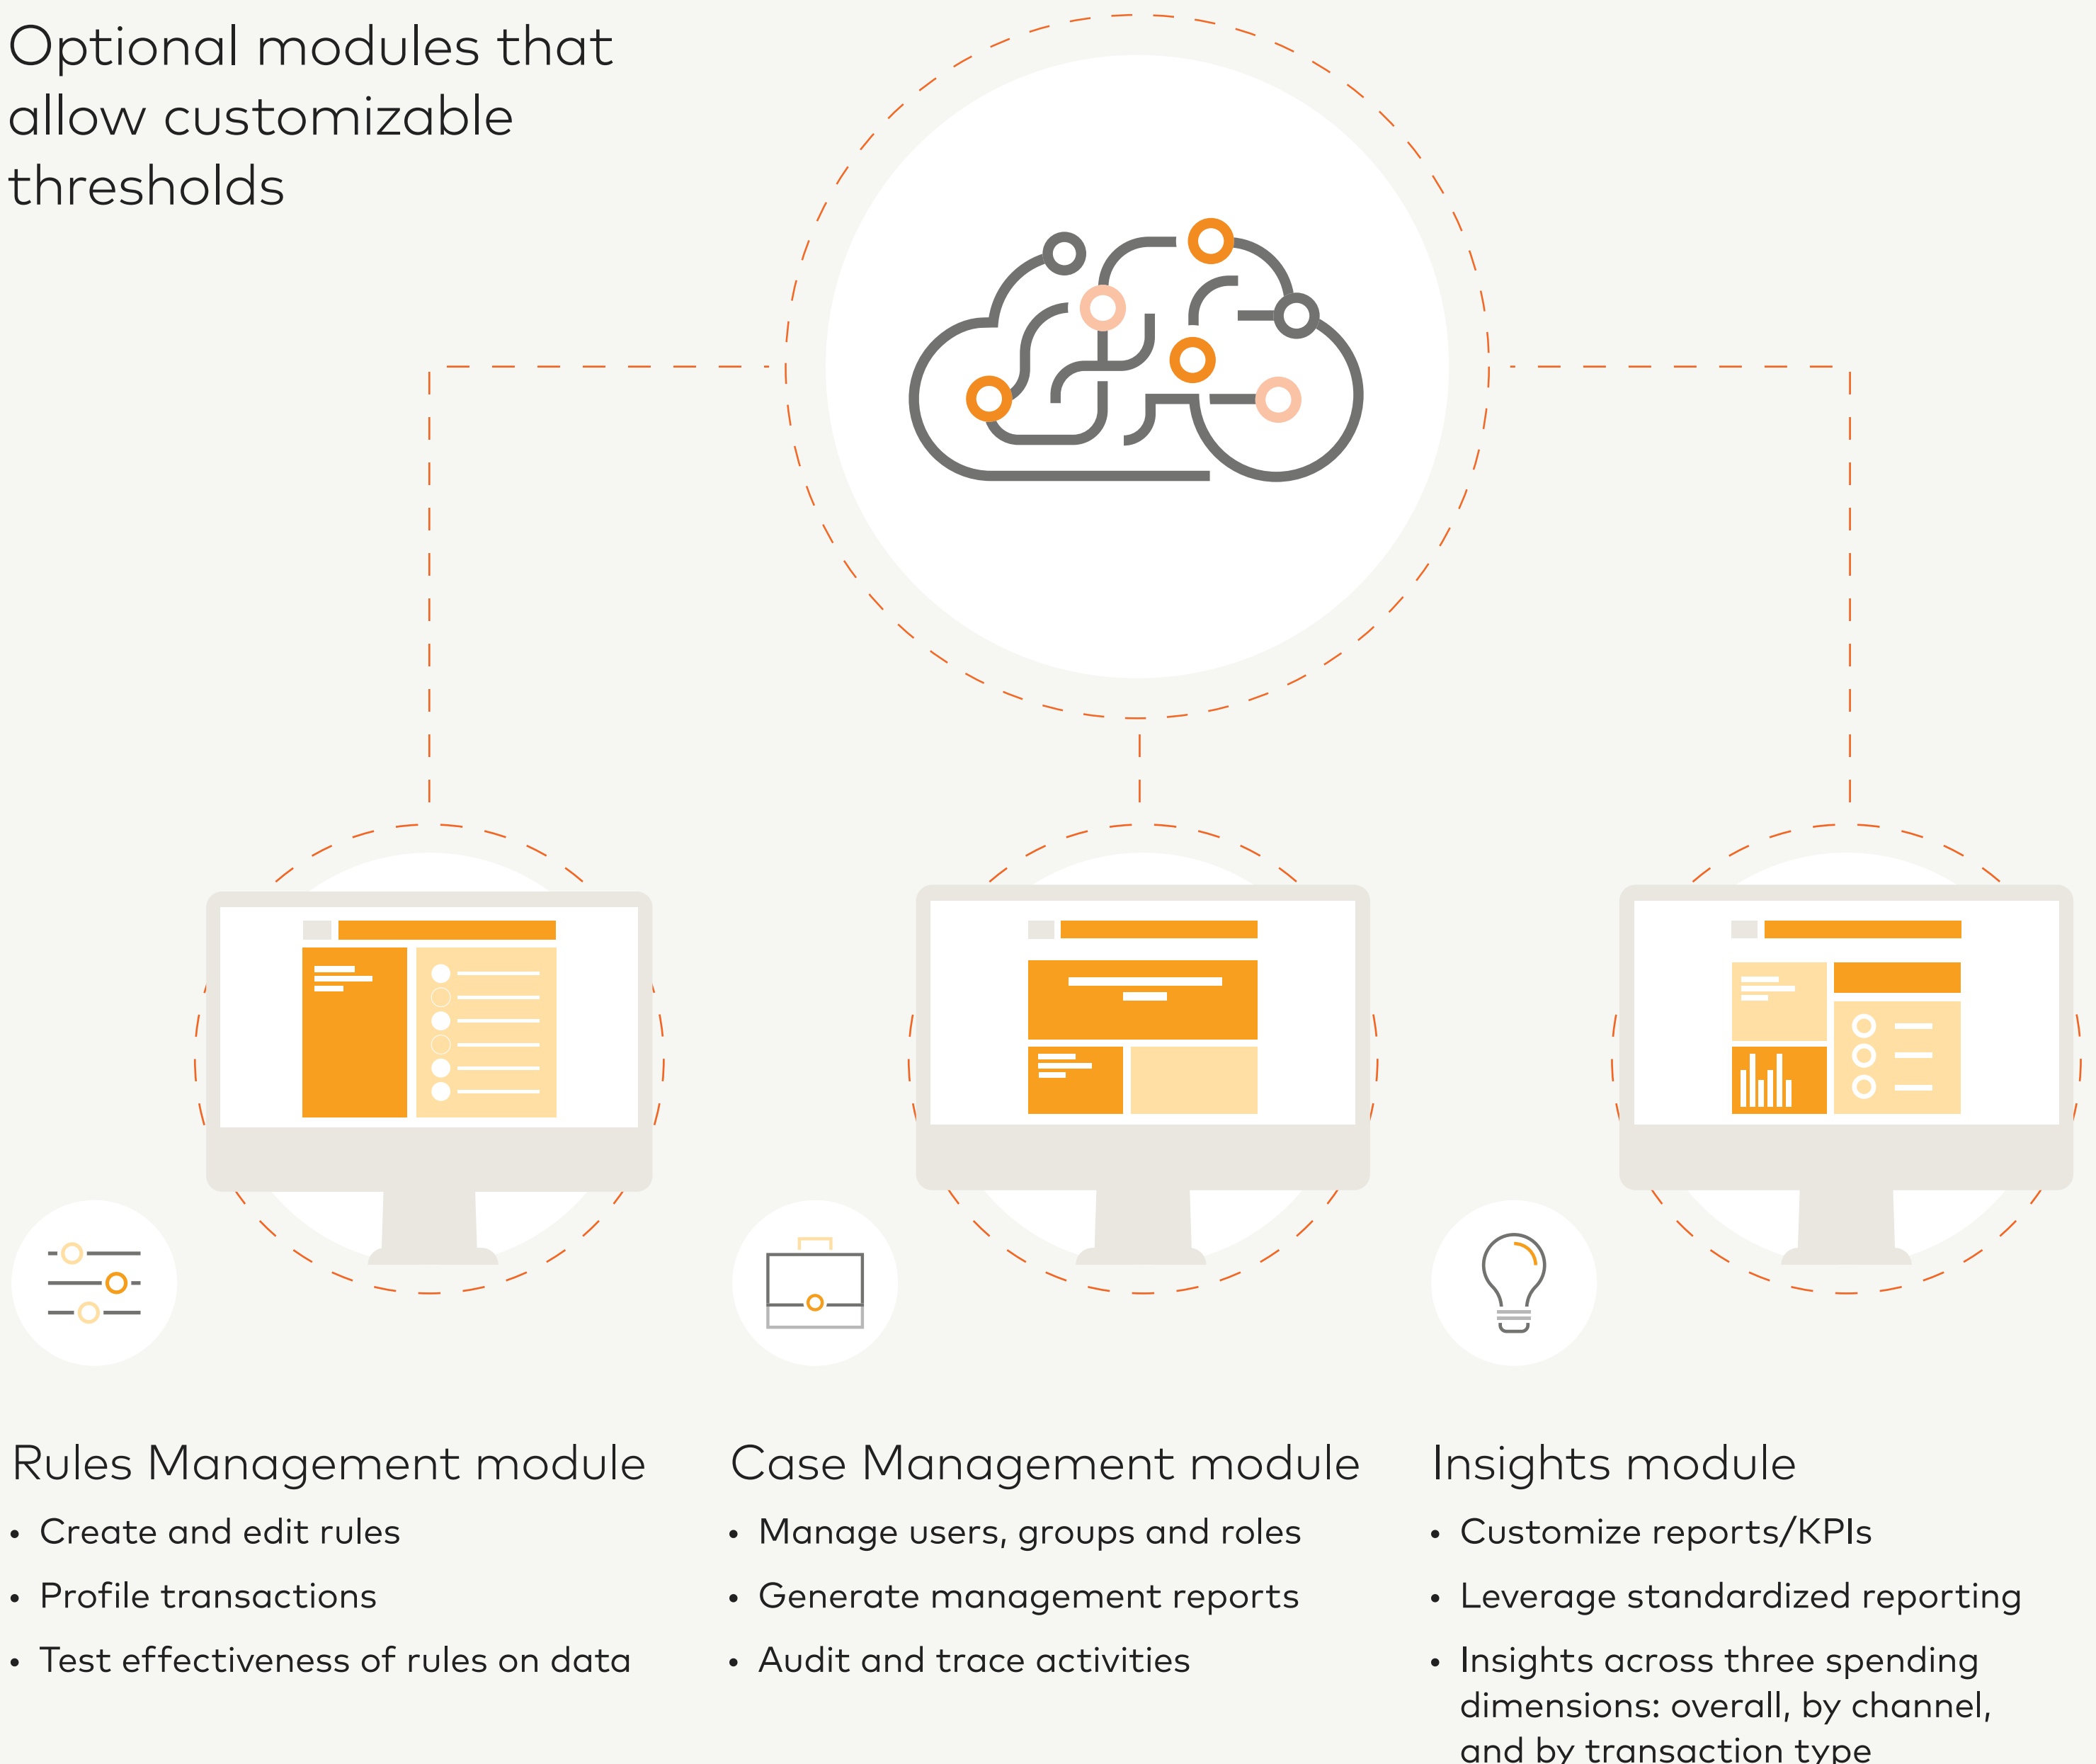 Optional modules that
allow customizable
thresholds
Rules Management module
• Create and edit rules
• Profile transactions
• Test effectiveness of rules on data
Case Management module
• Manage users, groups and roles
• Generate management reports
• Audit and trace activities
Insights module
• Customize reports/KPIs
• Leverage standardized reporting
• Insights across three spending
dimensions: overall, by channel,
and by transaction type